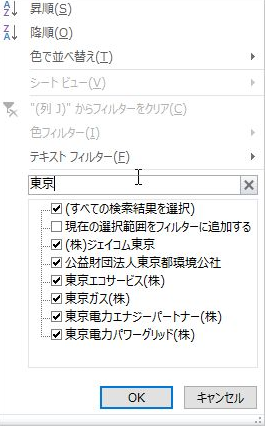 昇順(S)
降順(O)
色で並べ替え(T)
シート ビュー(V)
"(列 J)" からフィルターをクリア(C)
色フィルター(I)
テキスト フィルター(F)
東京
(すべての検索結果を選択)
現在の選択範囲をフィルターに追加する
(株)ジェイコム東京
公益財団法人東京都環境公社
東京エコサービス(株)
東京ガス(株)
東京電力エナジーパートナー(株)
東京電力パワーグリッド(株)
OK キャンセル